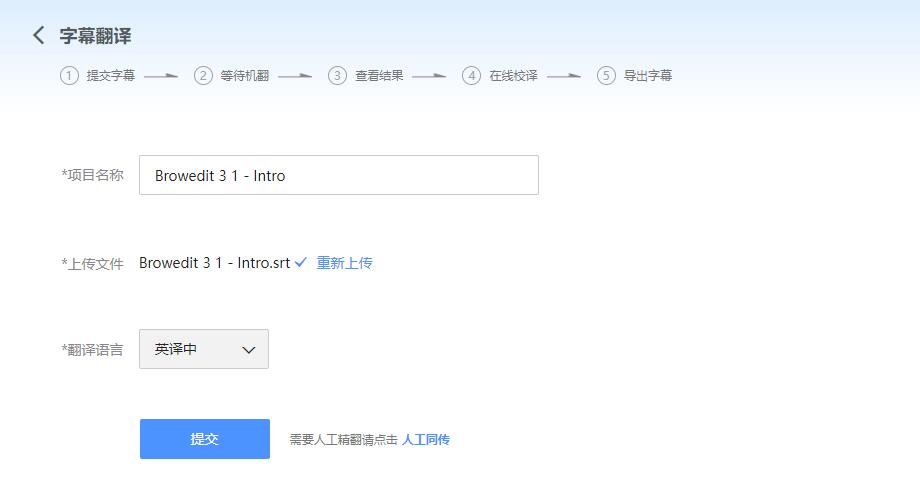 字幕翻译
1 提交字幕 2 等待机翻 3 查看结果 4 在线校译 5 导出字幕
*项目名称 Browedit 3 1 - Intro
*上传文件 Browedit 3 1 - Intro.srt 重新上传
*翻译语言 英译中
提交 需要人工精翻请点击 人工同传